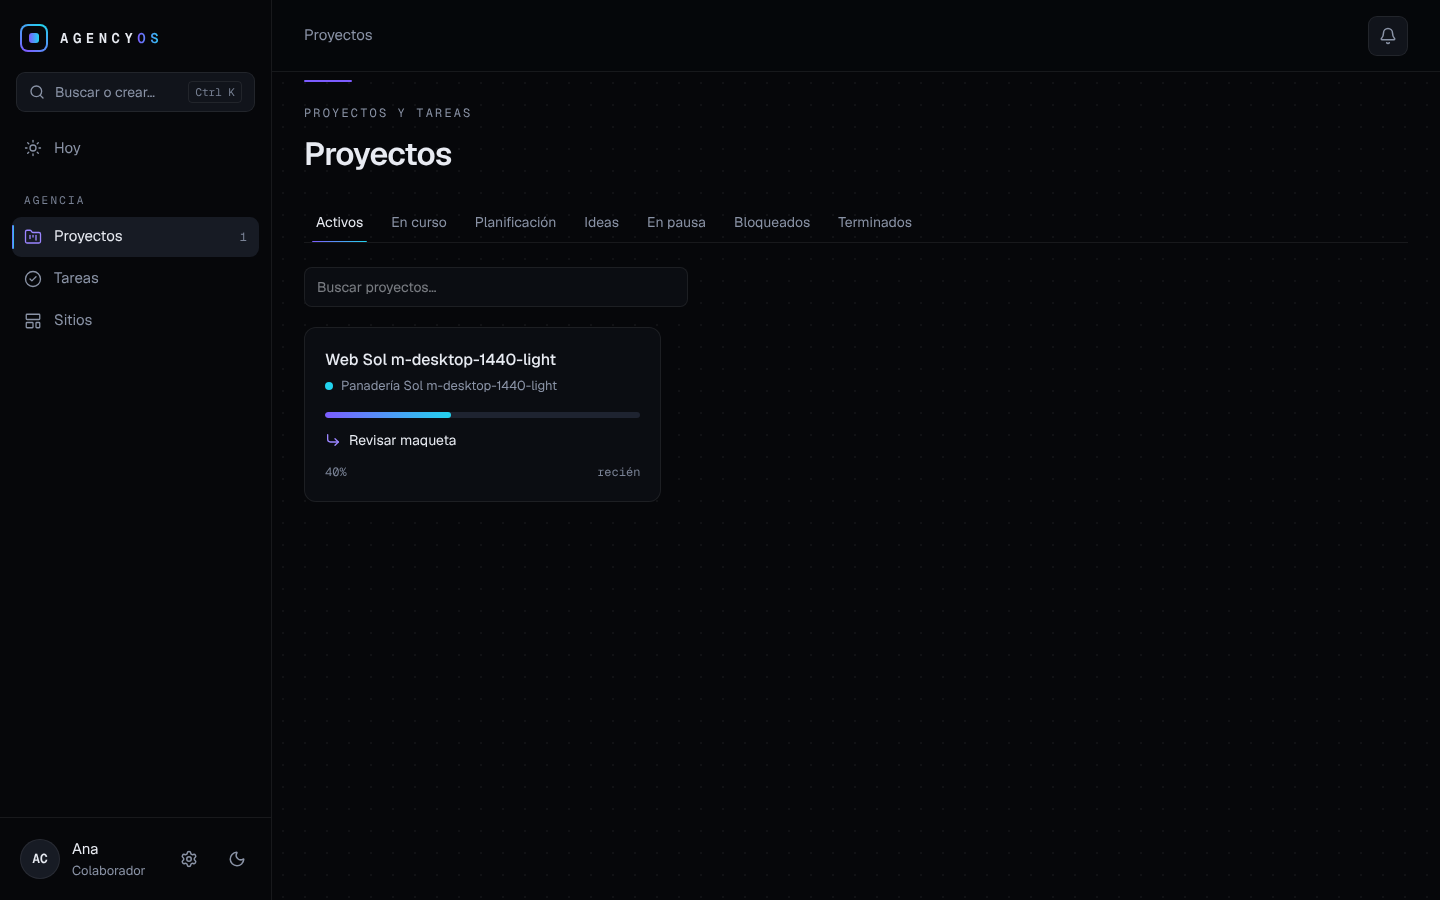 AGENCYOS
Buscar o crear... Ctrl K
Hoy
AGENCIA
Proyectos 1
Tareas
Sitios
AC
Ana
Colaborador
Proyectos
PROYECTOS Y TAREAS
Proyectos
Activos En curso Planificación Ideas En pausa Bloqueados Terminados
Buscar proyectos...
Web Sol m-desktop-1440-light
Panadería Sol m-desktop-1440-light
Revisar maqueta
40% recién